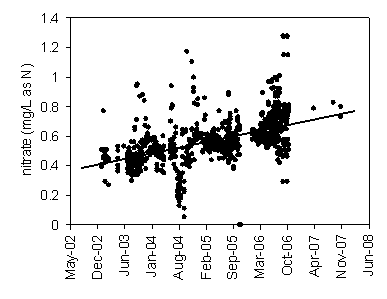 1.4
1.2
1
0.8
0.6
0.4
0.2
0
nitrate (mg/L as N)
May-02
Dec-02
Jun-03
Jan-04
Aug-04
Feb-05
Sep-05
Mar-06
Oct-06
Apr-07
Nov-07
Jun-08